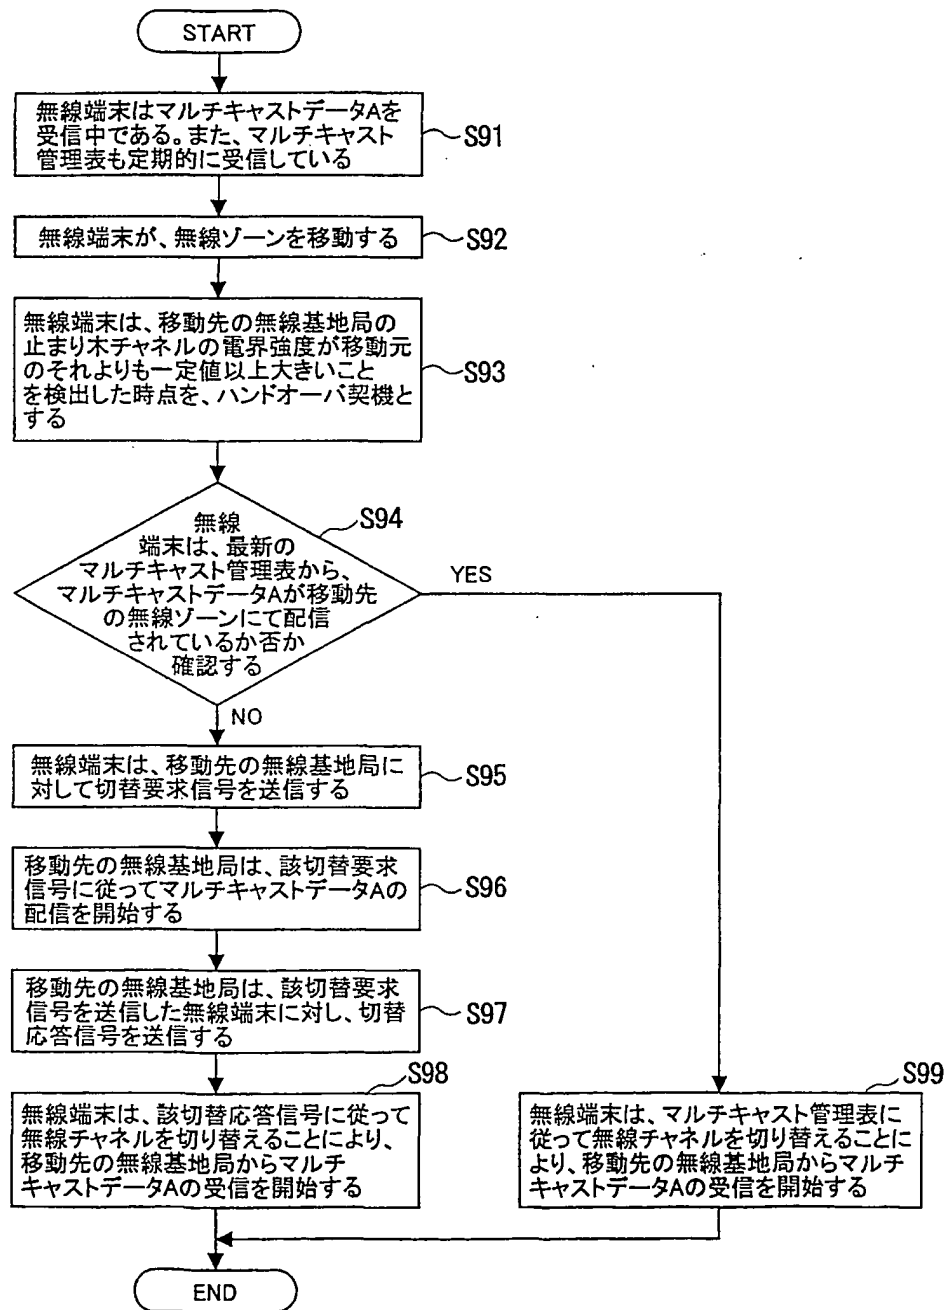 START
無線端末はマルチキャストデータAを
受信中である。また、マルチキャスト
管理表も定期的に受信している
S91
無線端末が、無線ゾーンを移動する
S92
無線端末は、移動先の無線基地局の
止まり木チャネルの電界強度が移動元
のそれよりも一定値以上大きいこと
を検出した時点を、ハンドオーバ契機と
する
S93
無線
端末は、最新の
マルチキャスト管理表から、
マルチキャストデータAが移動先
の無線ゾーンにて配信
されているか否か
確認する
S94
YES
NO
無線端末は、移動先の無線基地局に
対して切替要求信号を送信する
S95
移動先の無線基地局は、該切替要求
信号に従ってマルチキャストデータAの
配信を開始する
S96
移動先の無線基地局は、該切替要求
信号を送信した無線端末に対し、切替
応答信号を送信する
S97
S98
無線端末は、該切替応答信号に従って
無線チャネルを切り替えることにより、
移動先の無線基地局からマルチ
キャストデータAの受信を開始する
S99
無線端末は、マルチキャスト管理表に
従って無線チャネルを切り替えることに
より、移動先の無線基地局からマルチ
キャストデータAの受信を開始する
END